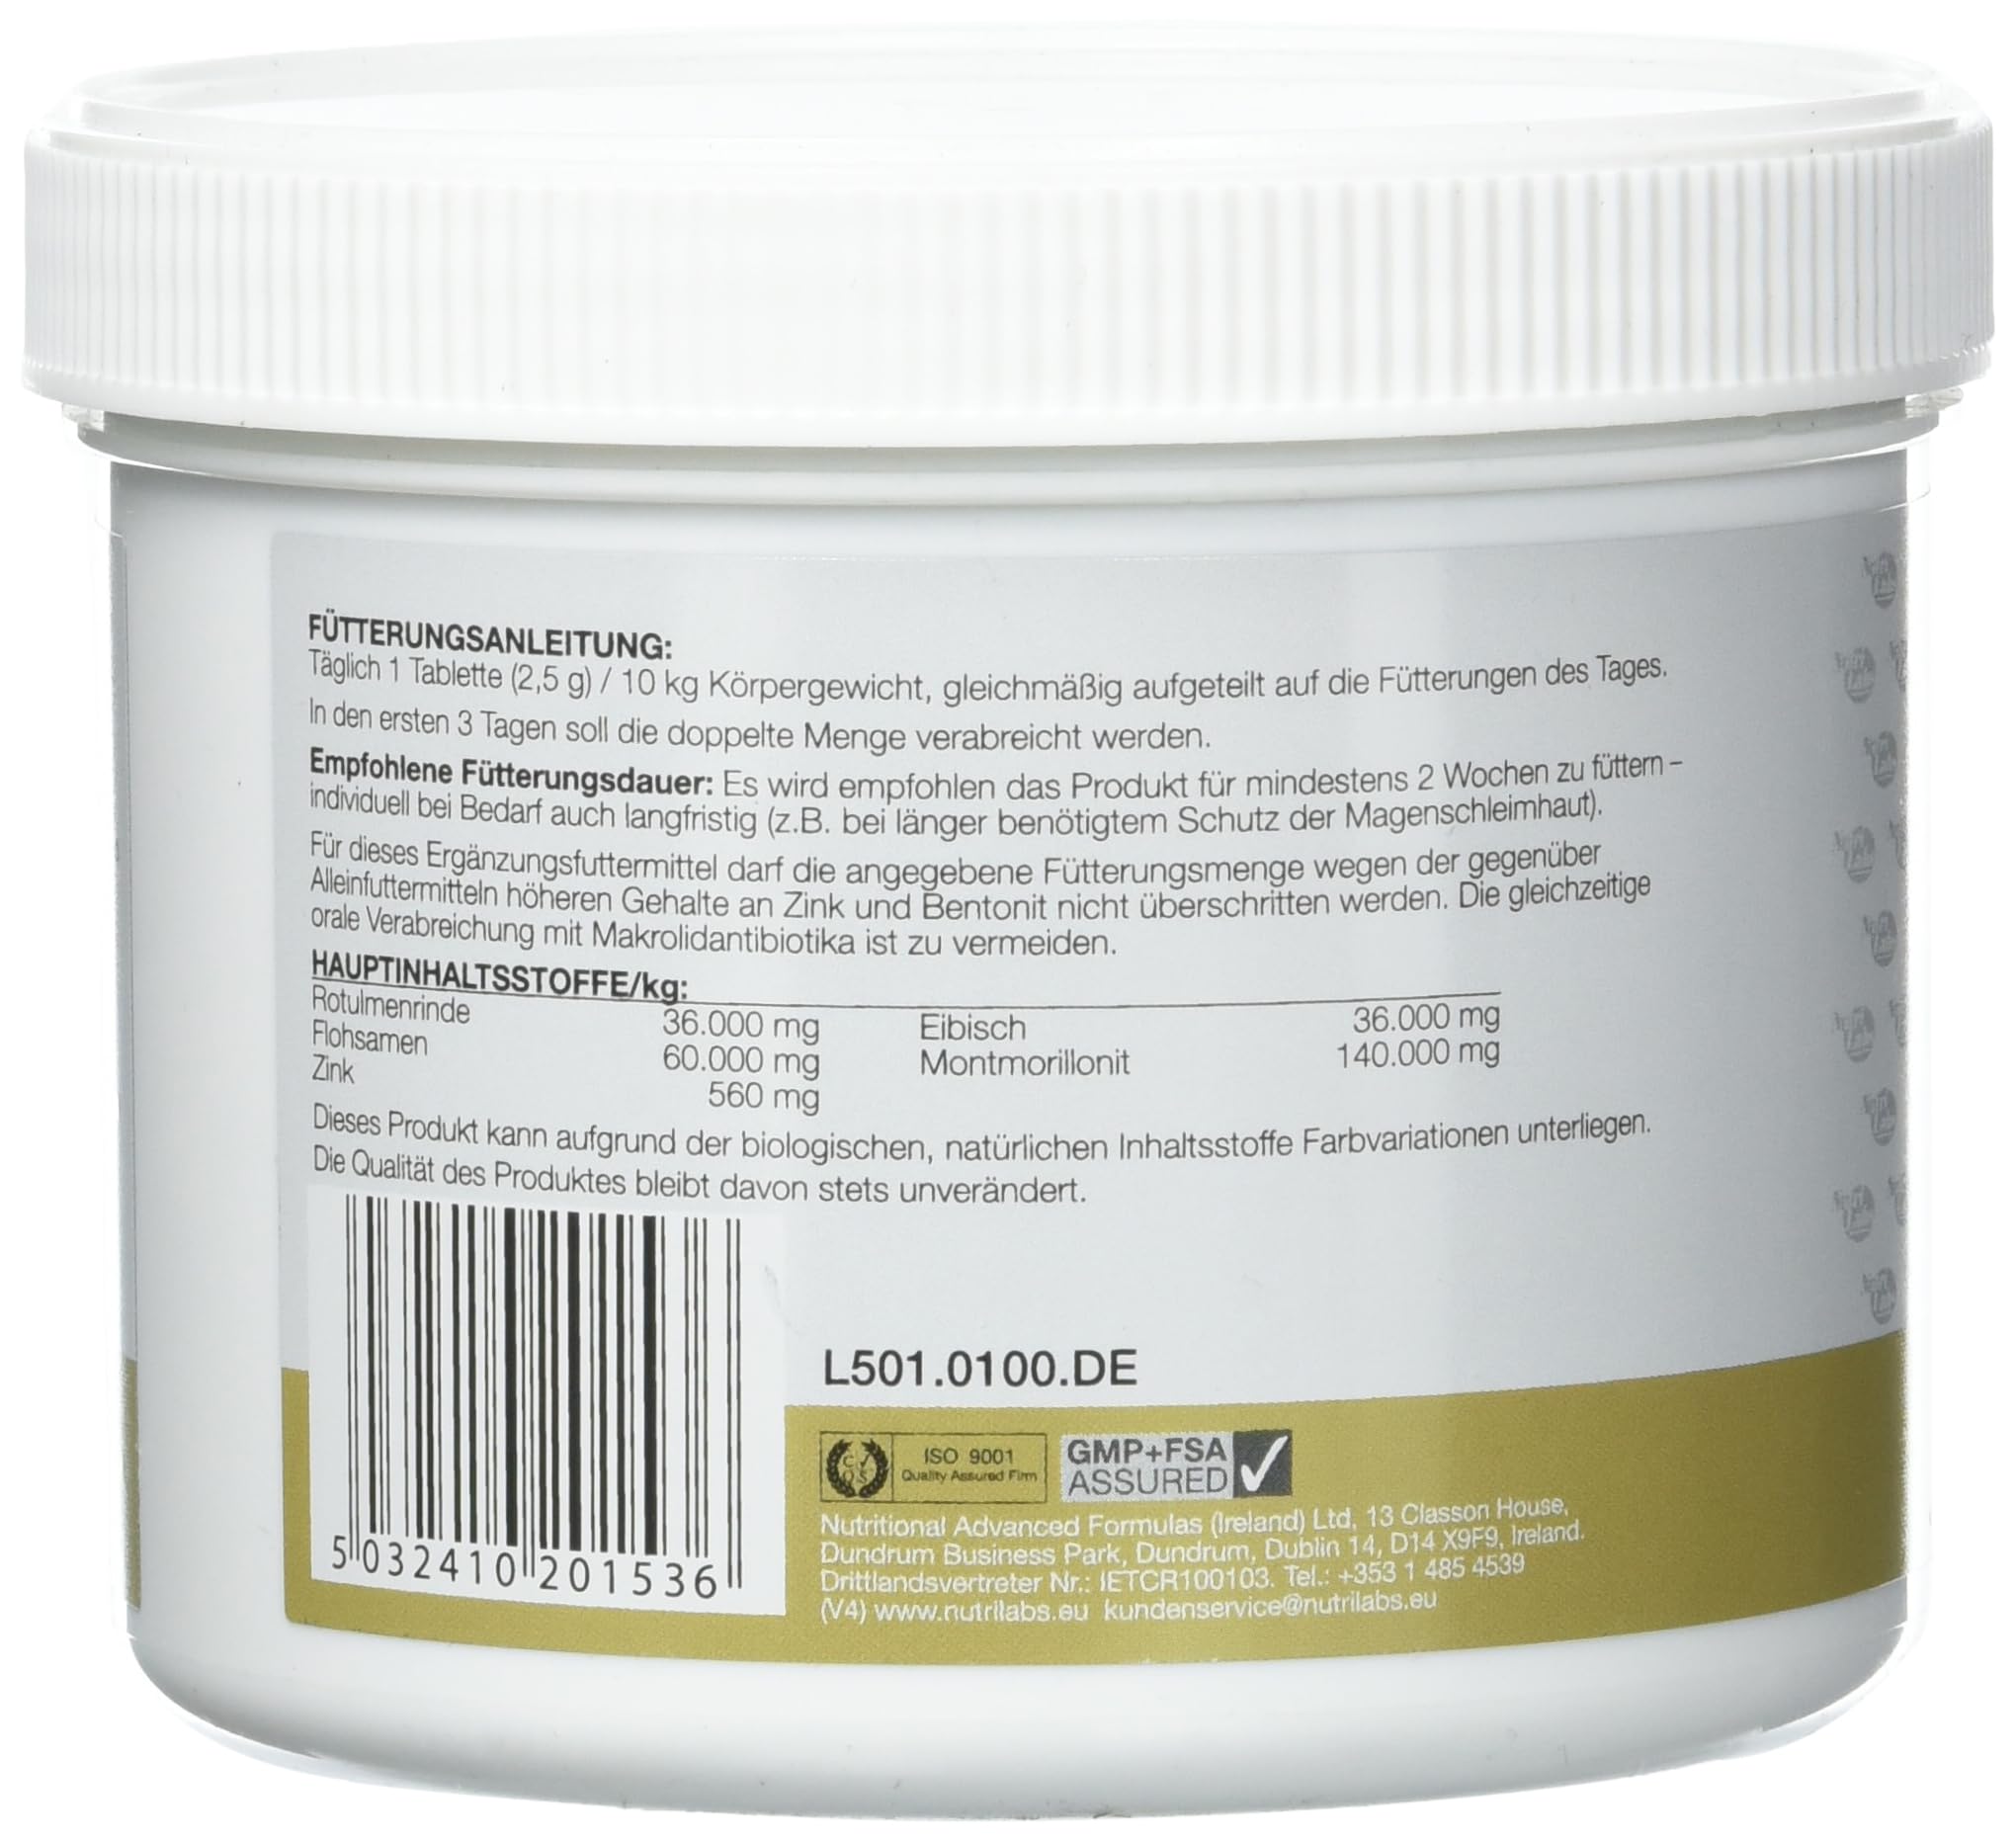 FÜTTERUNGSANLEITUNG:
Täglich 1 Tablette (2,5 g) / 10 kg Körpergewicht, gleichmäßig aufgeteilt auf die Fütterungen des Tages.
In den ersten 3 Tagen soll die doppelte Menge verabreicht werden.
Empfohlene Fütterungsdauer: Es wird empfohlen das Produkt für mindestens 2 Wochen zu füttern –
individuell bei Bedarf auch langfristig (z.B. bei länger benötigtem Schutz der Magenschleimhaut).
Für dieses Ergänzungsfuttermittel darf die angegebene Fütterungsmenge wegen der gegenüber
Alleinfuttermitteln höheren Gehalte an Zink und Bentonit nicht überschritten werden. Die gleichzeitige
orale Verabreichung mit Makrolidantibiotika ist zu vermeiden.
HAUPTINHALTSSTOFFE/kg:
Rotulmenrinde 36.000 mg Eibisch 36.000 mg
Flohsamen 60.000 mg Montmorillonit 140.000 mg
Zink 560 mg
Dieses Produkt kann aufgrund der biologischen, natürlichen Inhaltsstoffe Farbvariationen unterliegen.
Die Qualität des Produktes bleibt davon stets unverändert.
L501.0100.DE
ISO 9001
Quality Assured Firm
GMP+FSA
ASSURED
Nutritional Advanced Formulas (Ireland) Ltd, 13 Classon House,
Dundrum Business Park, Dundrum, Dublin 14, D14 X9F9, Ireland.
Drittlandsvertreter Nr.: IETCR100103. Tel.: +353 1 485 4539
(V4) www.nutrilabs.eu kundenservice@nutrilabs.eu
5 032410 201536